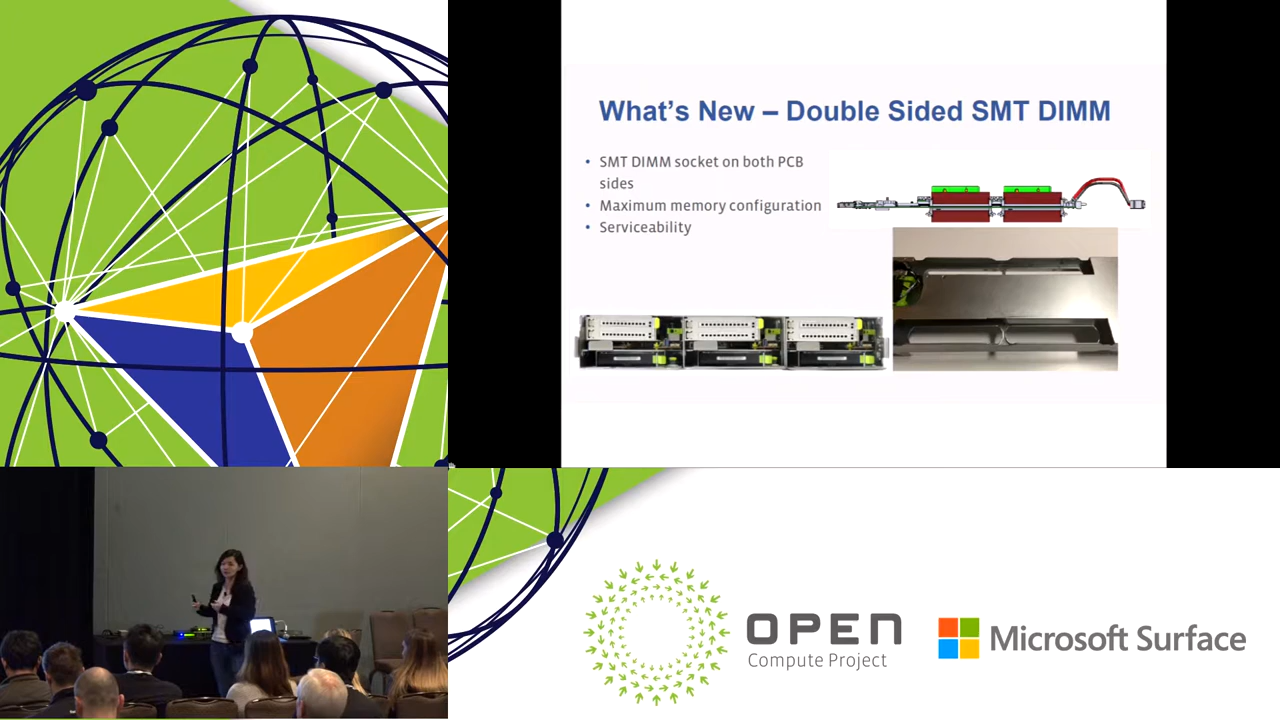 What's New – Double Sided SMT DIMM
• SMT DIMM socket on both PCB
sides
• Maximum memory configuration
• Serviceability
OPEN
Compute Project
Microsoft Surface